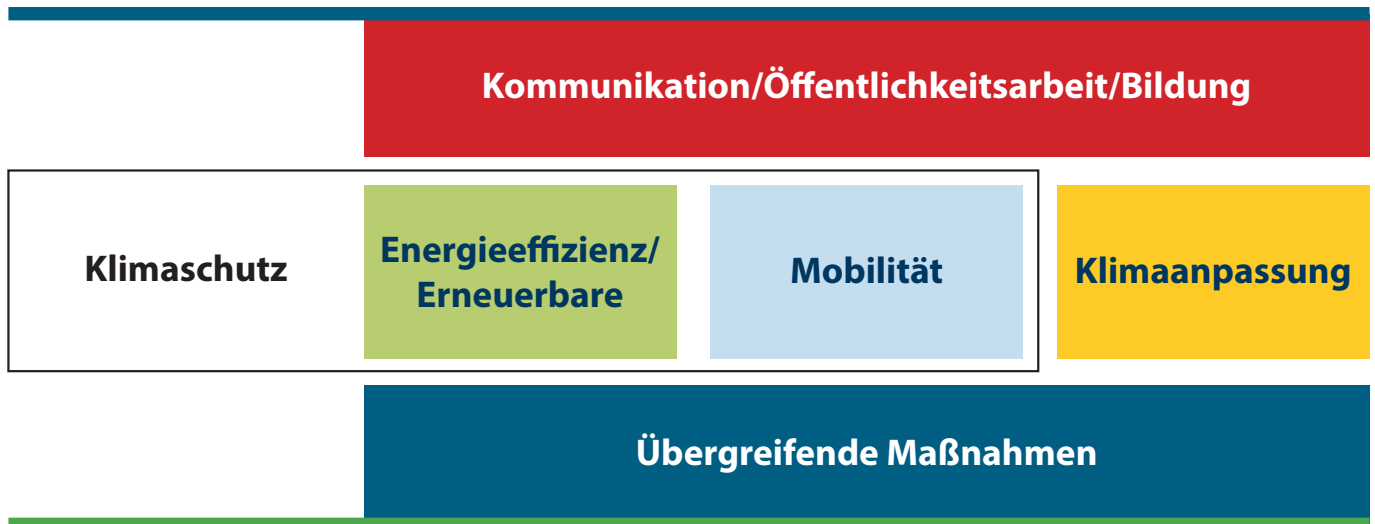 Kommunikation/Öffentlichkeitsarbeit/Bildung
Klimaschutz
Energieeffizienz/
Erneuerbare
Mobilität
Klimaanpassung
Übergreifende Maßnahmen